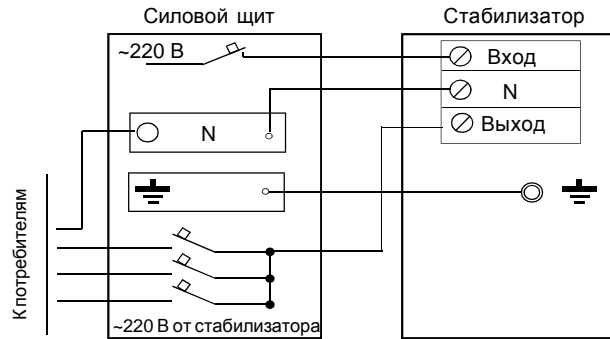 Силовой щит
Стабилизатор
~220 В
Вход
N
N
Выход
К потребителям
~220 В от стабилизатора